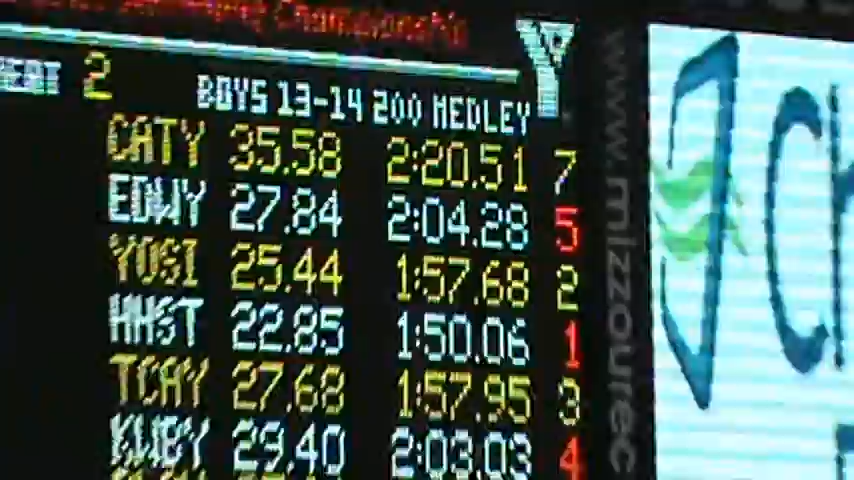 Championship
HEAT 2
BOYS 13-14 200 MEDLEY
CATY 35.58 2:20.51 7
EDWY 27.84 2:04.28 5
YOSI 25.44 1:57.68 2
HHST 22.85 1:50.06 1
TCAY 27.68 1:57.95 3
KWBY 29.40 2:03.03 4
www.mizzourec